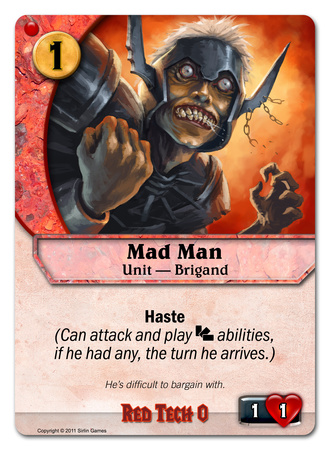 1
Mad Man
Unit — Brigand
Haste
(Can attack and play abilities,
if he had any, the turn he arrives.)
He's difficult to bargain with.
Red Tech 0
1 1
Copyright © 2011 Sirlin Games